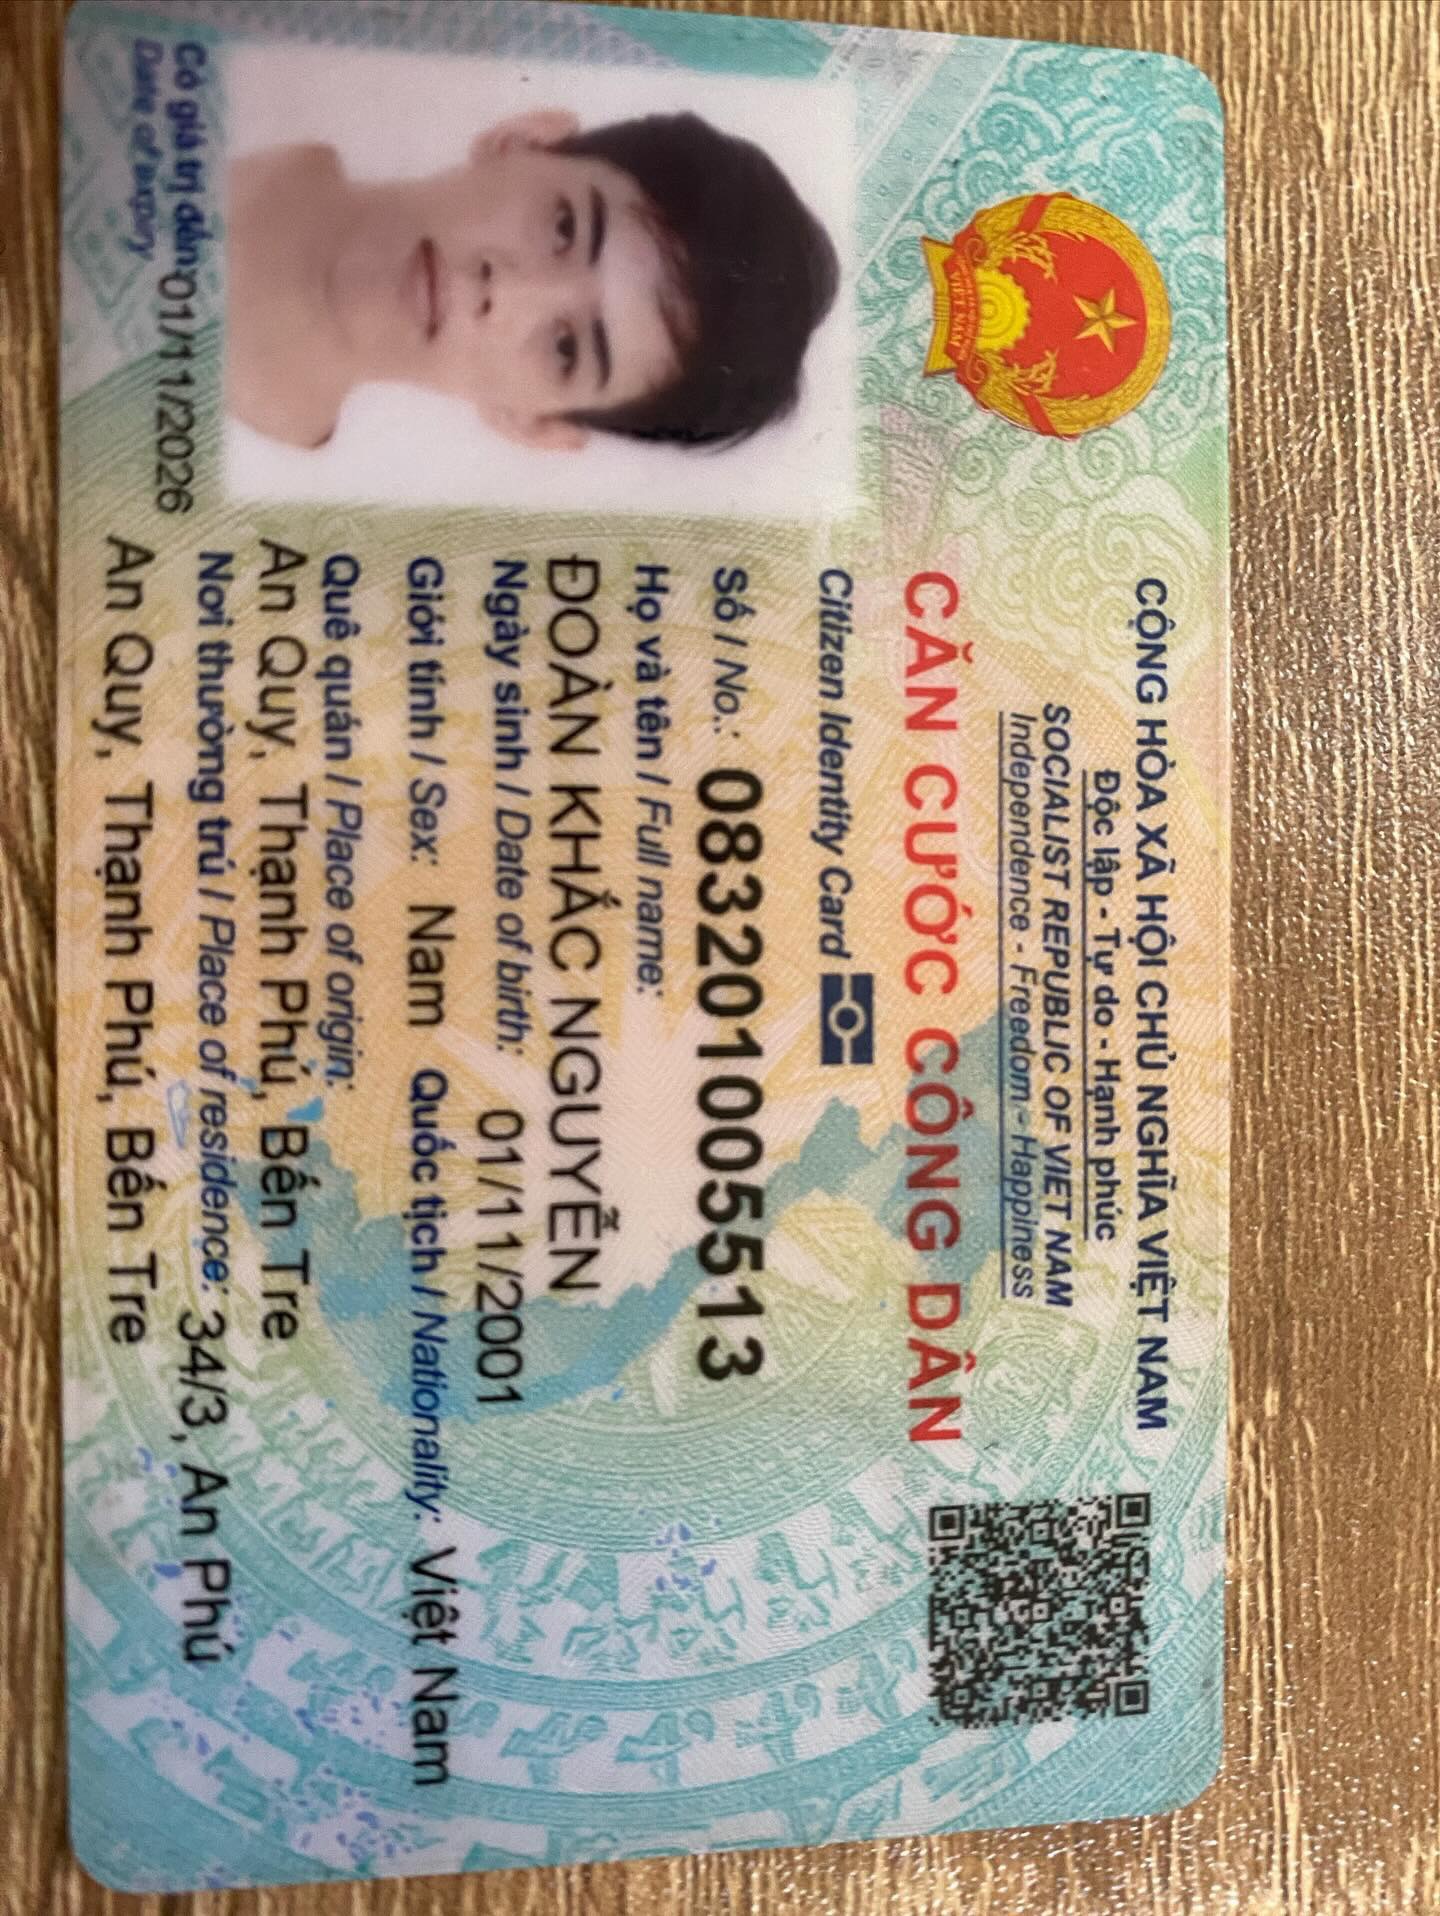 CỘNG HÒA XÃ HỘI CHỦ NGHĨA VIỆT NAM
Độc lập - Tự do - Hạnh phúc
SOCIALIST REPUBLIC OF VIET NAM
Independence - Freedom - Happiness
CĂN CƯỚC CÔNG DÂN
Citizen Identity Card
Số / No.: 083201005513
Họ và tên / Full name:
ĐOÀN KHẮC NGUYỄN
Ngày sinh / Date of birth: 01/11/2001
Giới tính / Sex: Nam Quốc tịch / Nationality: Việt Nam
Quê quán / Place of origin:
An Quy, Thạnh Phú, Bến Tre
Nơi thường trú / Place of residence: 34/3, An Phú
An Quy, Thạnh Phú, Bến Tre
Có giá trị đến: 01/11/2026
Date of expiry
VIỆT NAM